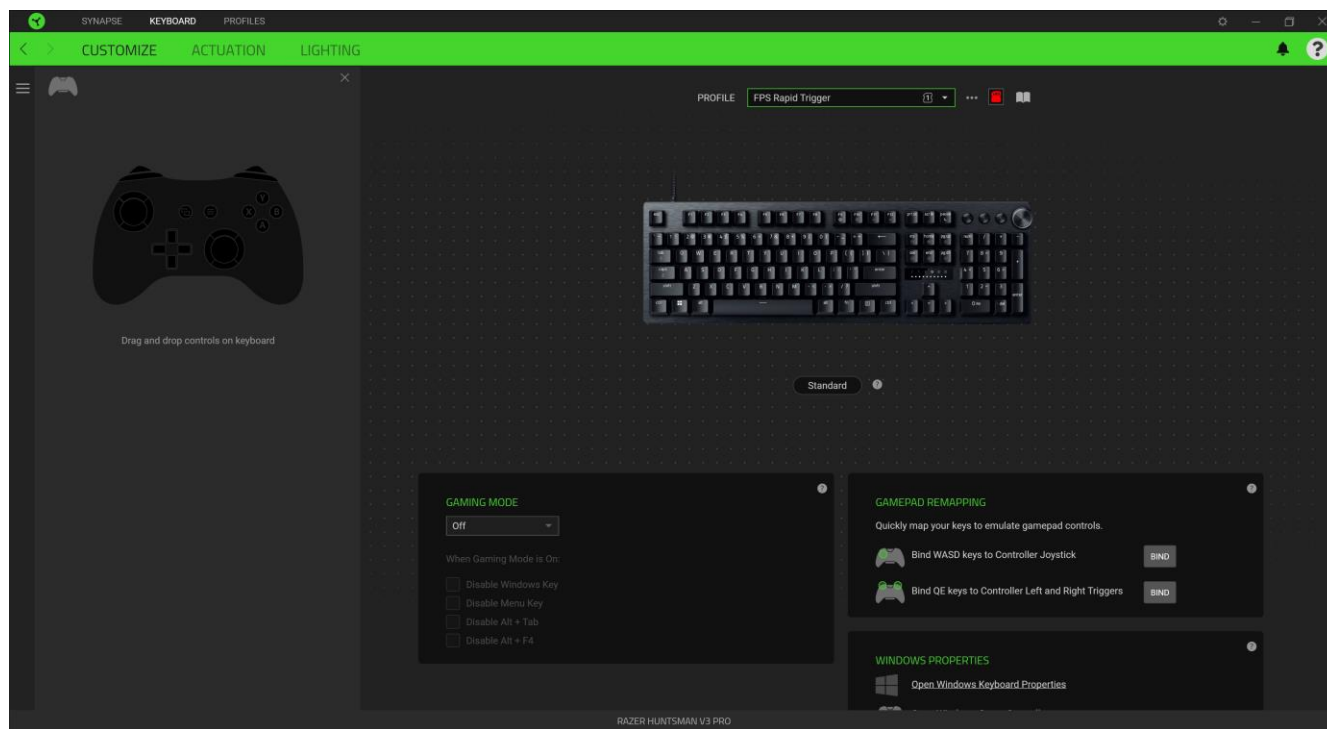 SYNAPSE KEYBOARD PROFILES
CUSTOMIZE ACTUATION LIGHTING
?
PROFILE FPS Rapid Trigger 1
Y
X B
A
Drag and drop controls on keyboard
Standard ?
GAMING MODE ?
Off
When Gaming Mode is On:
Disable Windows Key
Disable Menu Key
Disable Alt + Tab
Disable Alt + F4
GAMEPAD REMAPPING ?
Quickly map your keys to emulate gamepad controls.
Bind WASD keys to Controller Joystick BIND
Bind QE keys to Controller Left and Right Triggers BIND
WINDOWS PROPERTIES ?
Open Windows Keyboard Properties
RAZER HUNTSMAN V3 PRO